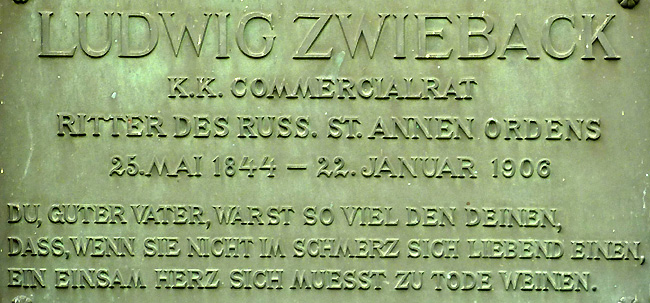 LUDWIG ZWIEBACK
K.K. COMMERCIALRAT
RITTER DES RUSS. ST. ANNEN ORDENS
25. MAI 1844 – 22. JANUAR 1906
DU, GUTER VATER, WARST SO VIEL DEN DEINEN,
DASS, WENN SIE NICHT IM SCHMERZ SICH LIEBEND EINEN,
EIN EINSAM HERZ SICH MUESST ZU TODE WEINEN.